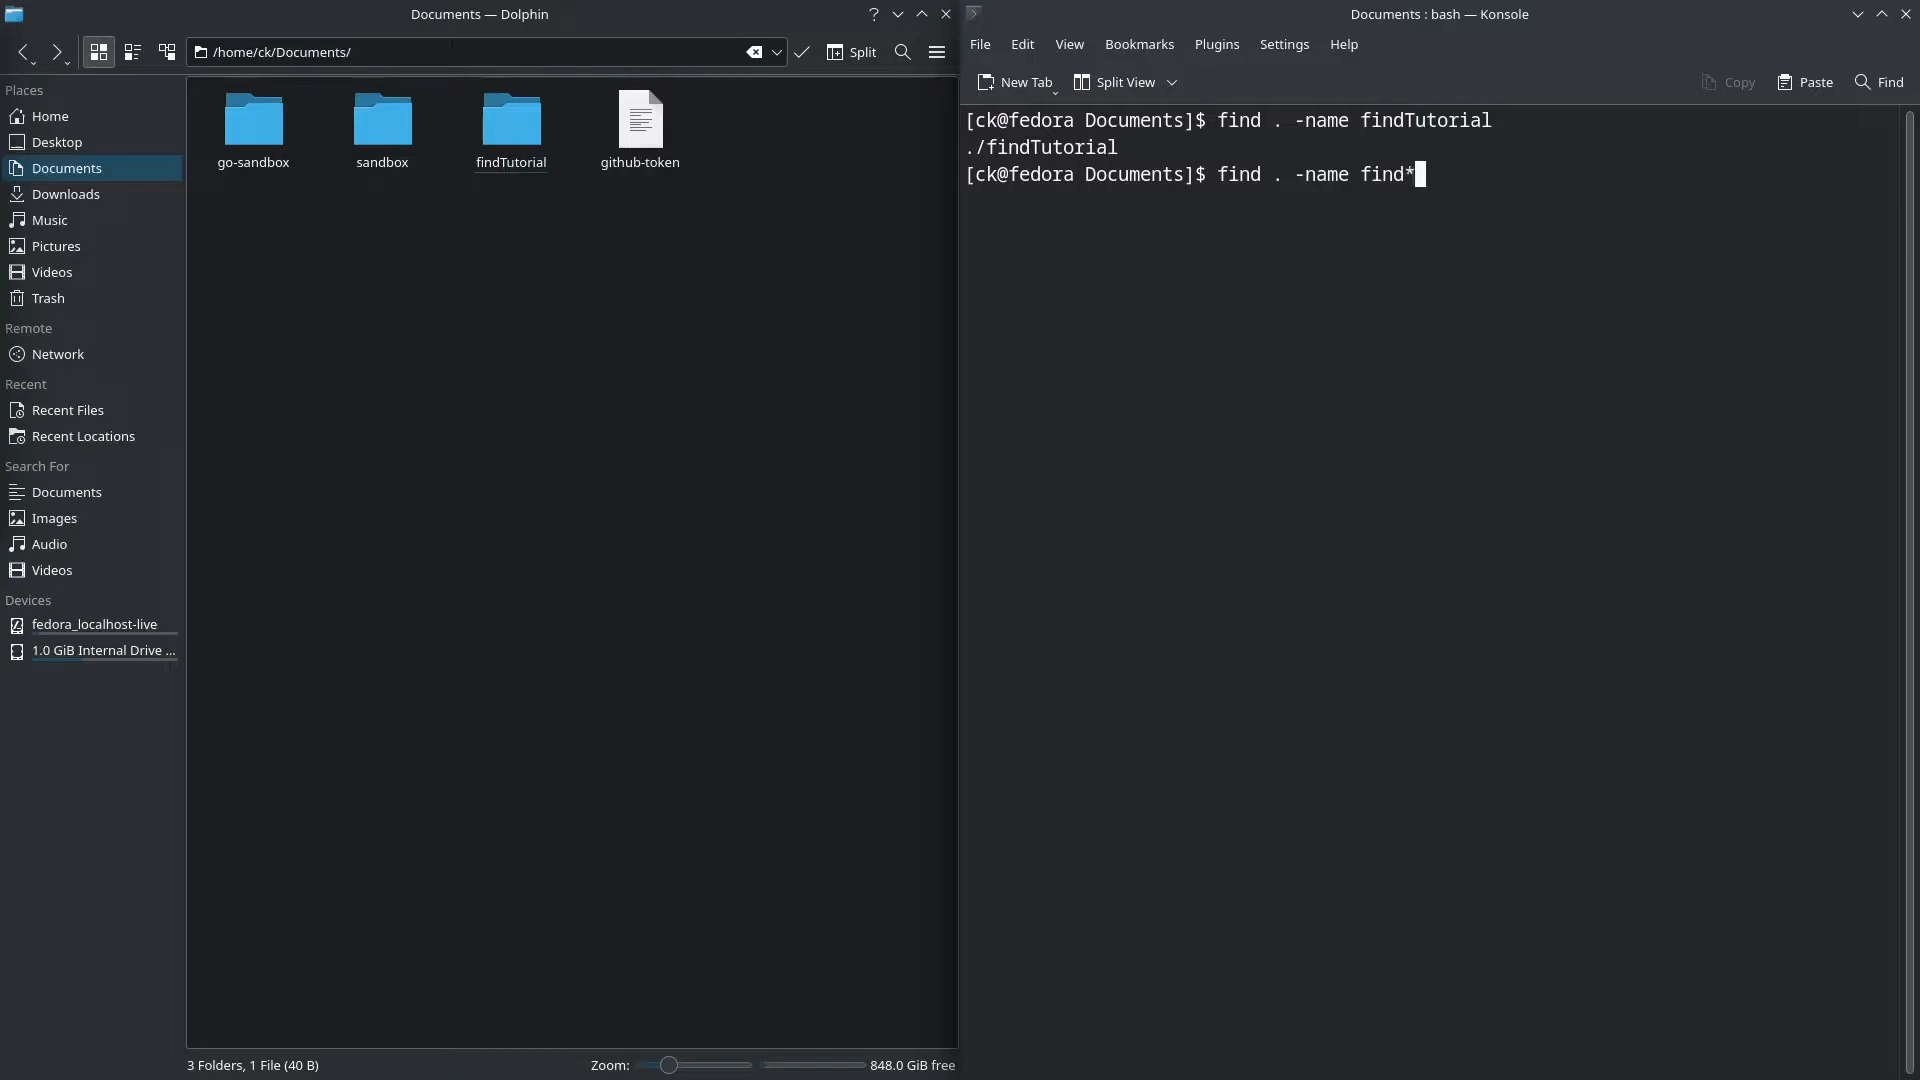 Documents — Dolphin
/home/ck/Documents/
Split
Places
Home
Desktop
Documents
Downloads
Music
Pictures
Videos
Trash
Remote
Network
Recent
Recent Files
Recent Locations
Search For
Documents
Images
Audio
Videos
Devices
fedora_localhost-live
1.0 GiB Internal Drive ...
go-sandbox
sandbox
findTutorial
github-token
3 Folders, 1 File (40 B)
Zoom:
848.0 GiB free
Documents : bash — Konsole
File Edit View Bookmarks Plugins Settings Help
New Tab Split View Copy Paste Find
[ck@fedora Documents]$ find . -name findTutorial
./findTutorial
[ck@fedora Documents]$ find . -name find*